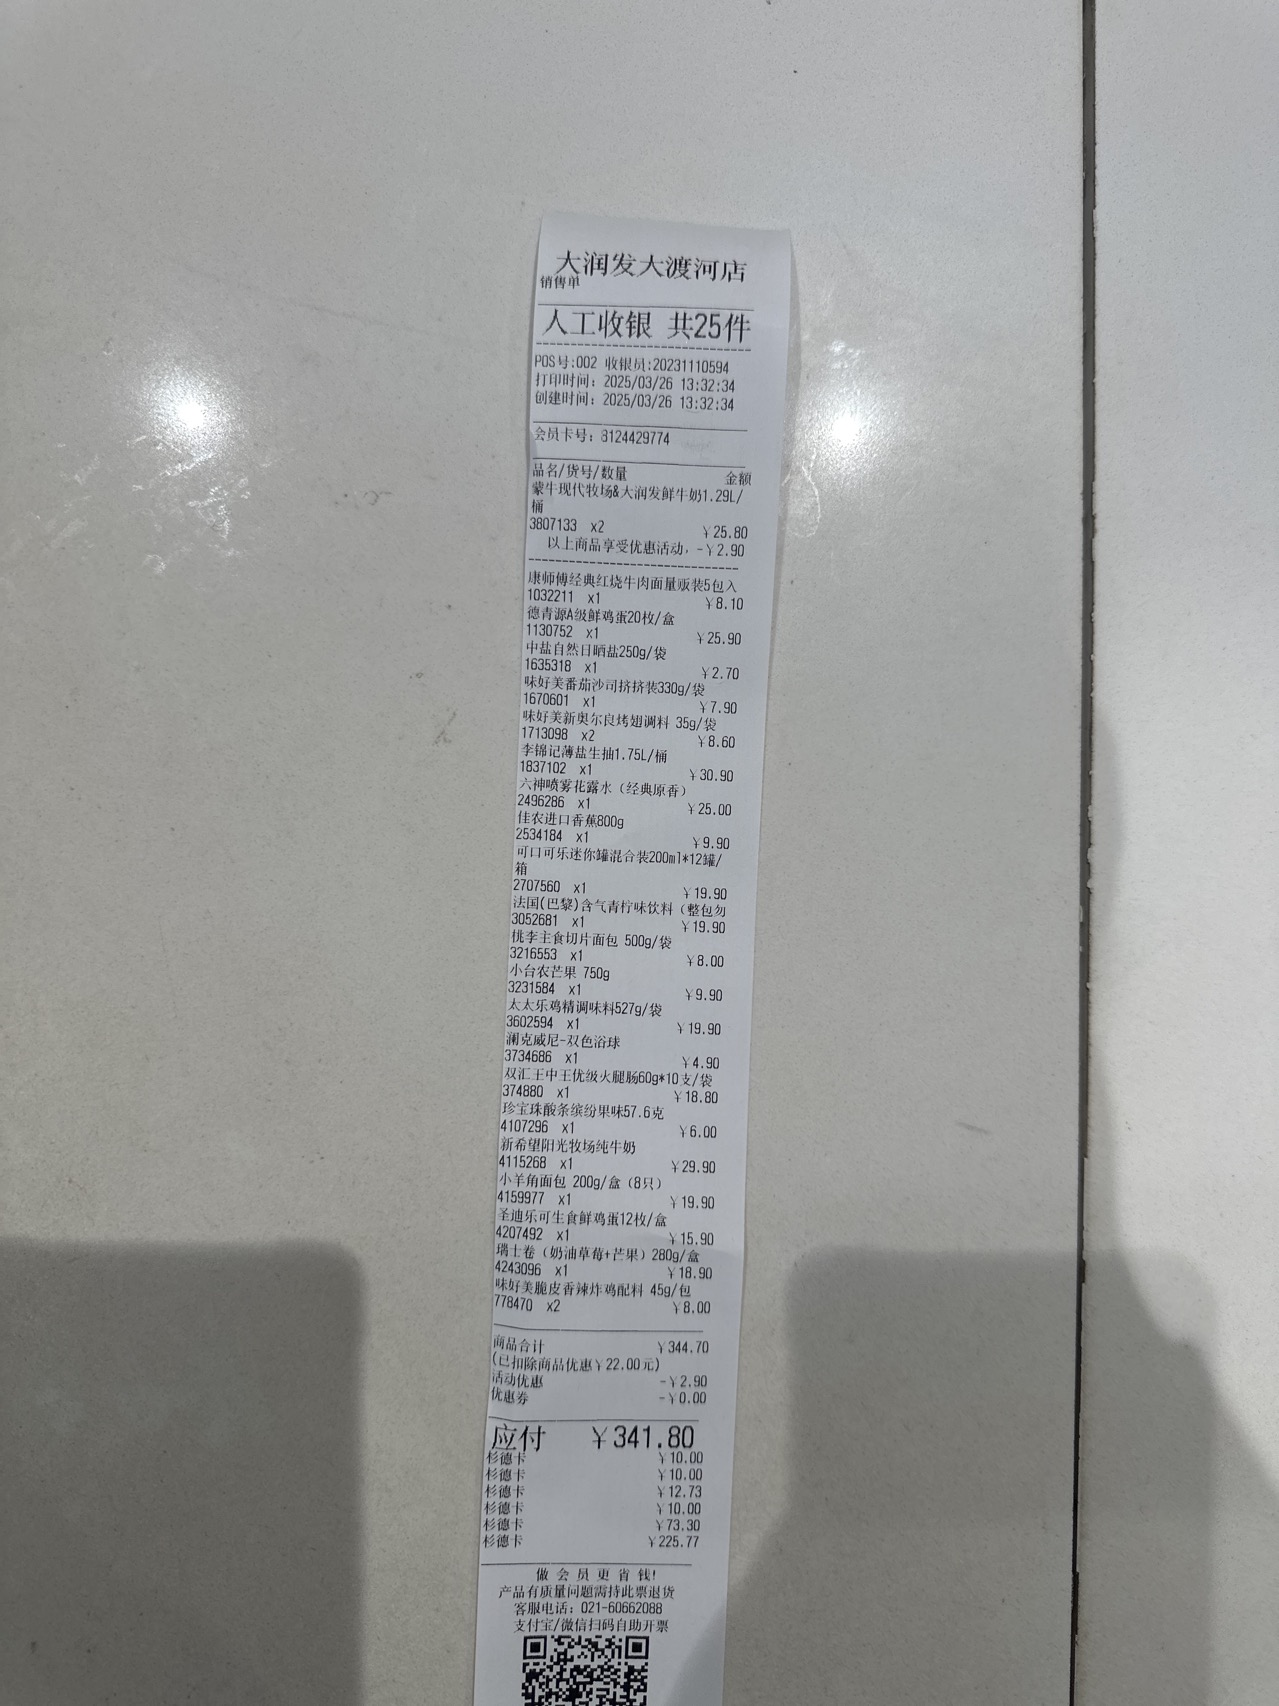 大润发大渡河店
销售单
人工收银 共25件
POS号:002 收银员:20231110594
打印时间: 2025/03/26 13:32:34
创建时间: 2025/03/26 13:32:34
会员卡号: 8124429774
品名/货号/数量 金额
蒙牛现代牧场&大润发鲜牛奶1.29L/
桶
3807133 x2 ¥25.80
以上商品享受优惠活动, -¥2.90
康师傅经典红烧牛肉面量贩装5包入
1032211 x1 ¥8.10
德青源A级鲜鸡蛋20枚/盒
1130752 x1 ¥25.90
中盐自然日晒盐250g/袋
1635318 x1 ¥2.70
味好美番茄沙司挤挤装330g/袋
1670601 x1 ¥7.90
味好美新奥尔良烤翅调料 35g/袋
1713098 x2 ¥8.60
李锦记薄盐生抽1.75L/桶
1837102 x1 ¥30.90
六神喷雾花露水（经典原香）
2496286 x1 ¥25.00
佳农进口香蕉800g
2534184 x1 ¥9.90
可口可乐迷你罐混合装200ml*12罐/
箱
2707560 x1 ¥19.90
法国(巴黎)含气青柠味饮料（整包勿
3052681 x1 ¥19.90
桃李主食切片面包 500g/袋
3216553 x1 ¥8.00
小台农芒果 750g
3231584 x1 ¥9.90
太太乐鸡精调味料527g/袋
3602594 x1 ¥19.90
澜克威尼-双色浴球
3734686 x1 ¥4.90
双汇王中王优级火腿肠60g*10支/袋
374880 x1 ¥18.80
珍宝珠酸条缤纷果味57.6克
4107296 x1 ¥6.00
新希望阳光牧场纯牛奶
4115268 x1 ¥29.90
小羊角面包 200g/盒（8只）
4159977 x1 ¥19.90
圣迪乐可生食鲜鸡蛋12枚/盒
4207492 x1 ¥15.90
瑞士卷（奶油草莓+芒果）280g/盒
4243096 x1 ¥18.90
味好美脆皮香辣炸鸡配料 45g/包
778470 x2 ¥8.00
商品合计 ¥344.70
(已扣除商品优惠¥22.00元)
活动优惠 -¥2.90
优惠券 -¥0.00
应付 ¥341.80
杉德卡 ¥10.00
杉德卡 ¥10.00
杉德卡 ¥12.73
杉德卡 ¥10.00
杉德卡 ¥73.30
杉德卡 ¥225.77
做会员更省钱!
产品有质量问题需持此票退货
客服电话: 021-60662088
支付宝/微信扫码自助开票